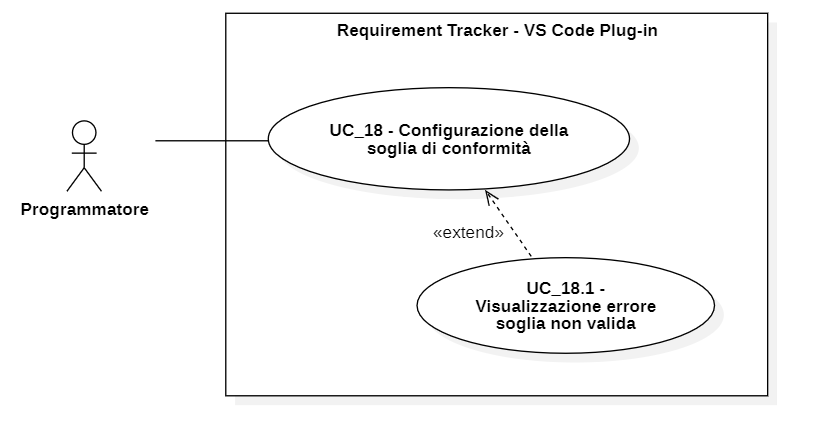 Requirement Tracker - VS Code Plug-in
UC_18 - Configurazione della
soglia di conformità
Programmatore
«extend»
UC_18.1 -
Visualizzazione errore
soglia non valida